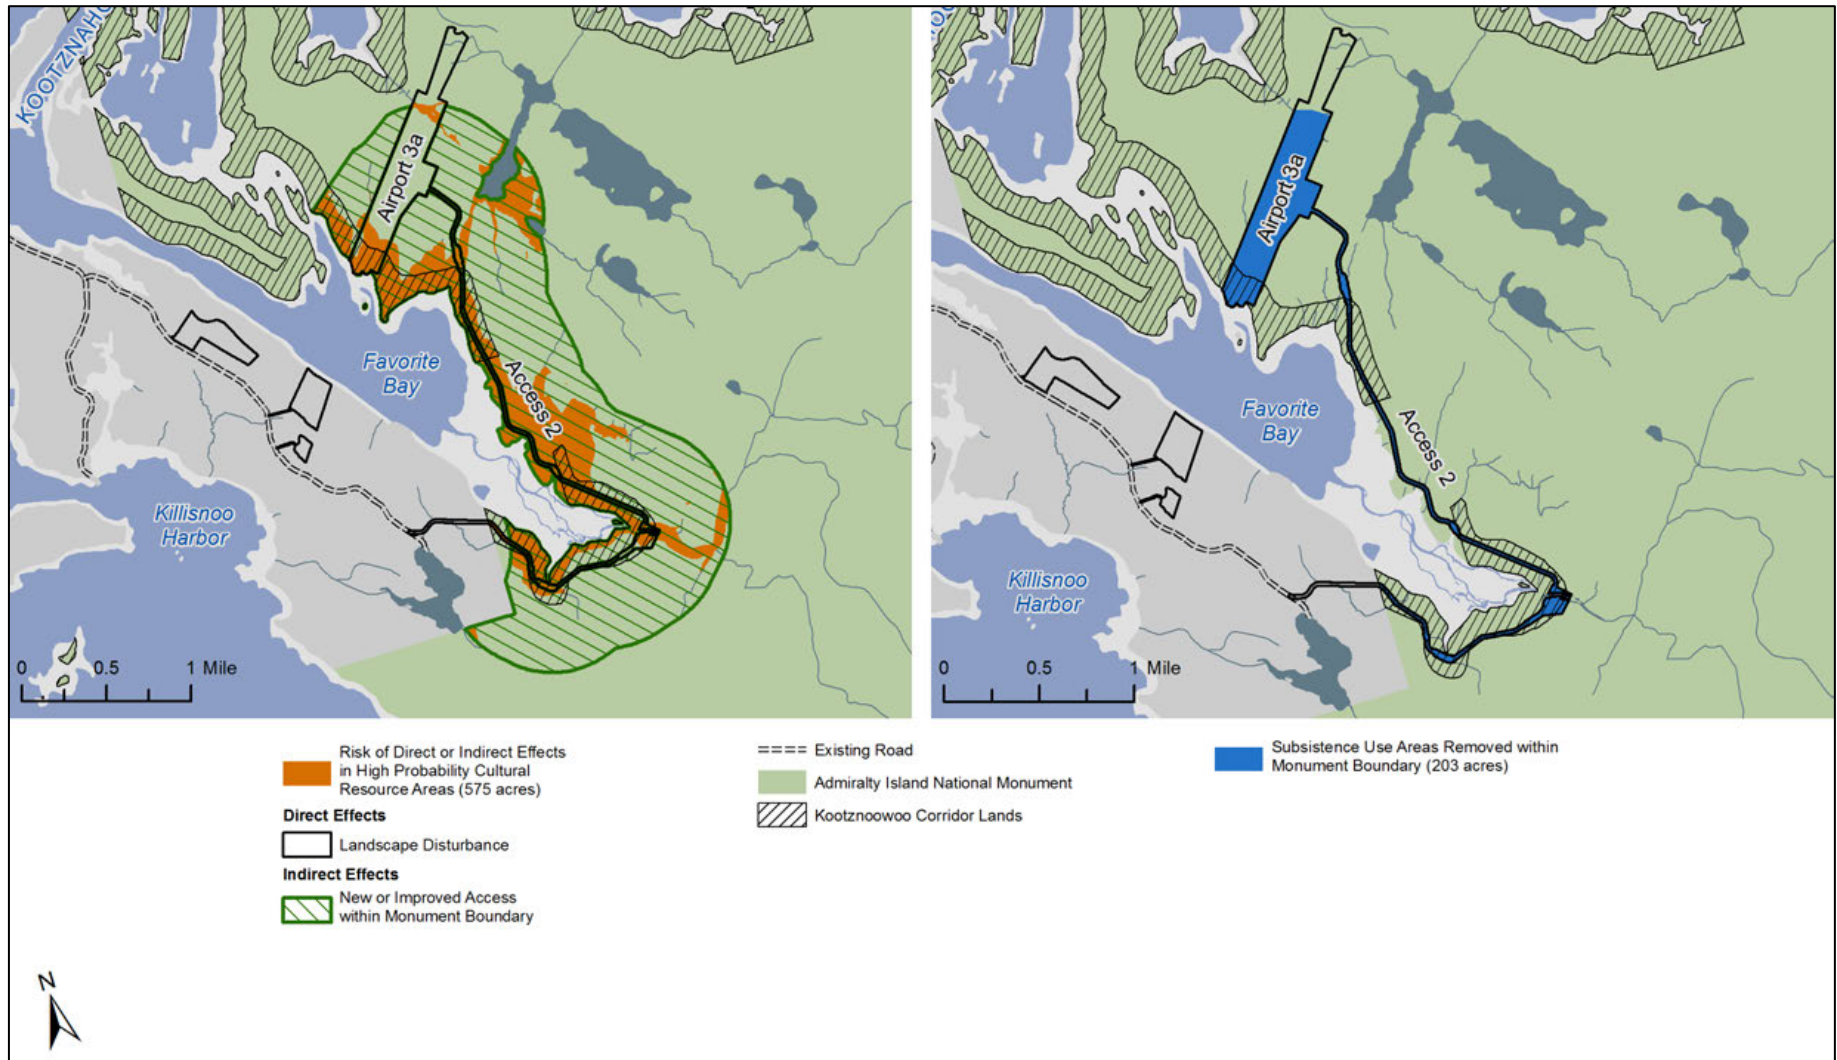 KOOTZNAHO
Airport 3a
Access 2
Favorite
Bay
Killisnoo
Harbor
0 0.5 1 Mile
Airport 3a
Access 2
Favorite
Bay
Killisnoo
Harbor
0 0.5 1 Mile
Risk of Direct or Indirect Effects
in High Probability Cultural
Resource Areas (575 acres)
Direct Effects
Landscape Disturbance
Indirect Effects
New or Improved Access
within Monument Boundary
Existing Road
Admiralty Island National Monument
Kootznoowoo Corridor Lands
Subsistence Use Areas Removed within
Monument Boundary (203 acres)
N